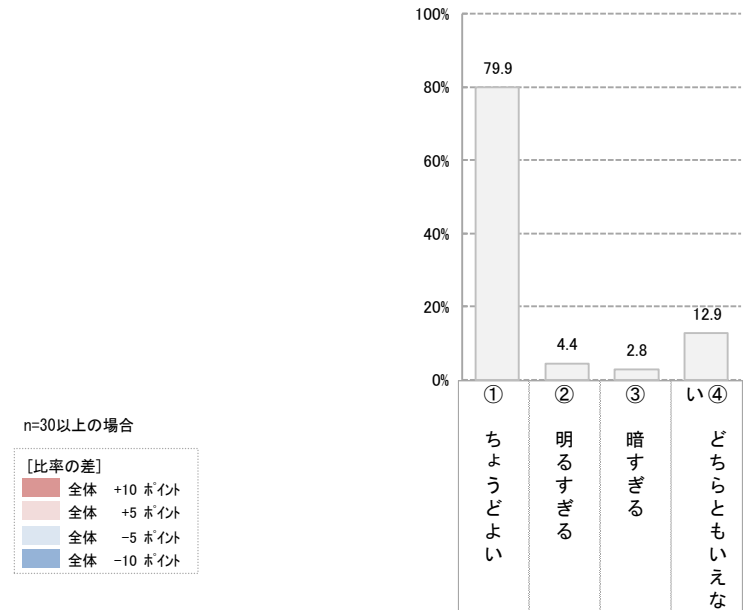 100%
80%
60%
40%
20%
0%
79.9
4.4
2.8
12.9
① ちょうどよい
② 明るすぎる
③ 暗すぎる
④ どちらともいえな
い
n=30以上の場合
[比率の差]
全体 +10 ﾎﾟｲﾝﾄ
全体 +5 ﾎﾟｲﾝﾄ
全体 -5 ﾎﾟｲﾝﾄ
全体 -10 ﾎﾟｲﾝﾄ